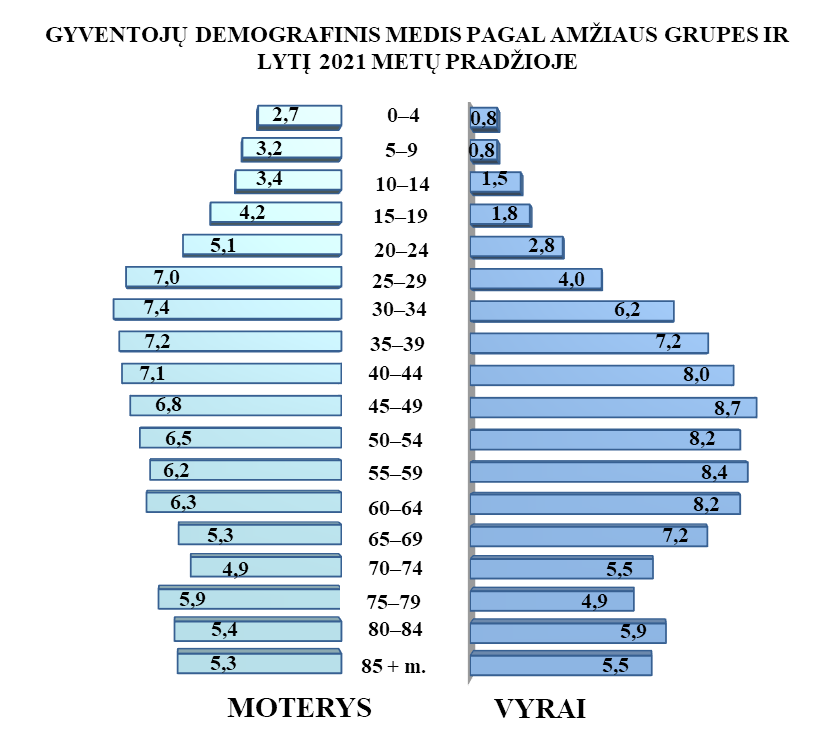 GYVENTOJŲ DEMOGRAFINIS MEDIS PAGAL AMŽIAUS GRUPES IR
LYTĮ 2021 METŲ PRADŽIOJE
2,7 0–4 0,8
3,2 5–9 0,8
3,4 10–14 1,5
4,2 15–19 1,8
5,1 20–24 2,8
7,0 25–29 4,0
7,4 30–34 6,2
7,2 35–39 7,2
7,1 40–44 8,0
6,8 45–49 8,7
6,5 50–54 8,2
6,2 55–59 8,4
6,3 60–64 8,2
5,3 65–69 7,2
4,9 70–74 5,5
5,9 75–79 4,9
5,4 80–84 5,9
5,3 85 + m. 5,5
MOTERYS VYRAI